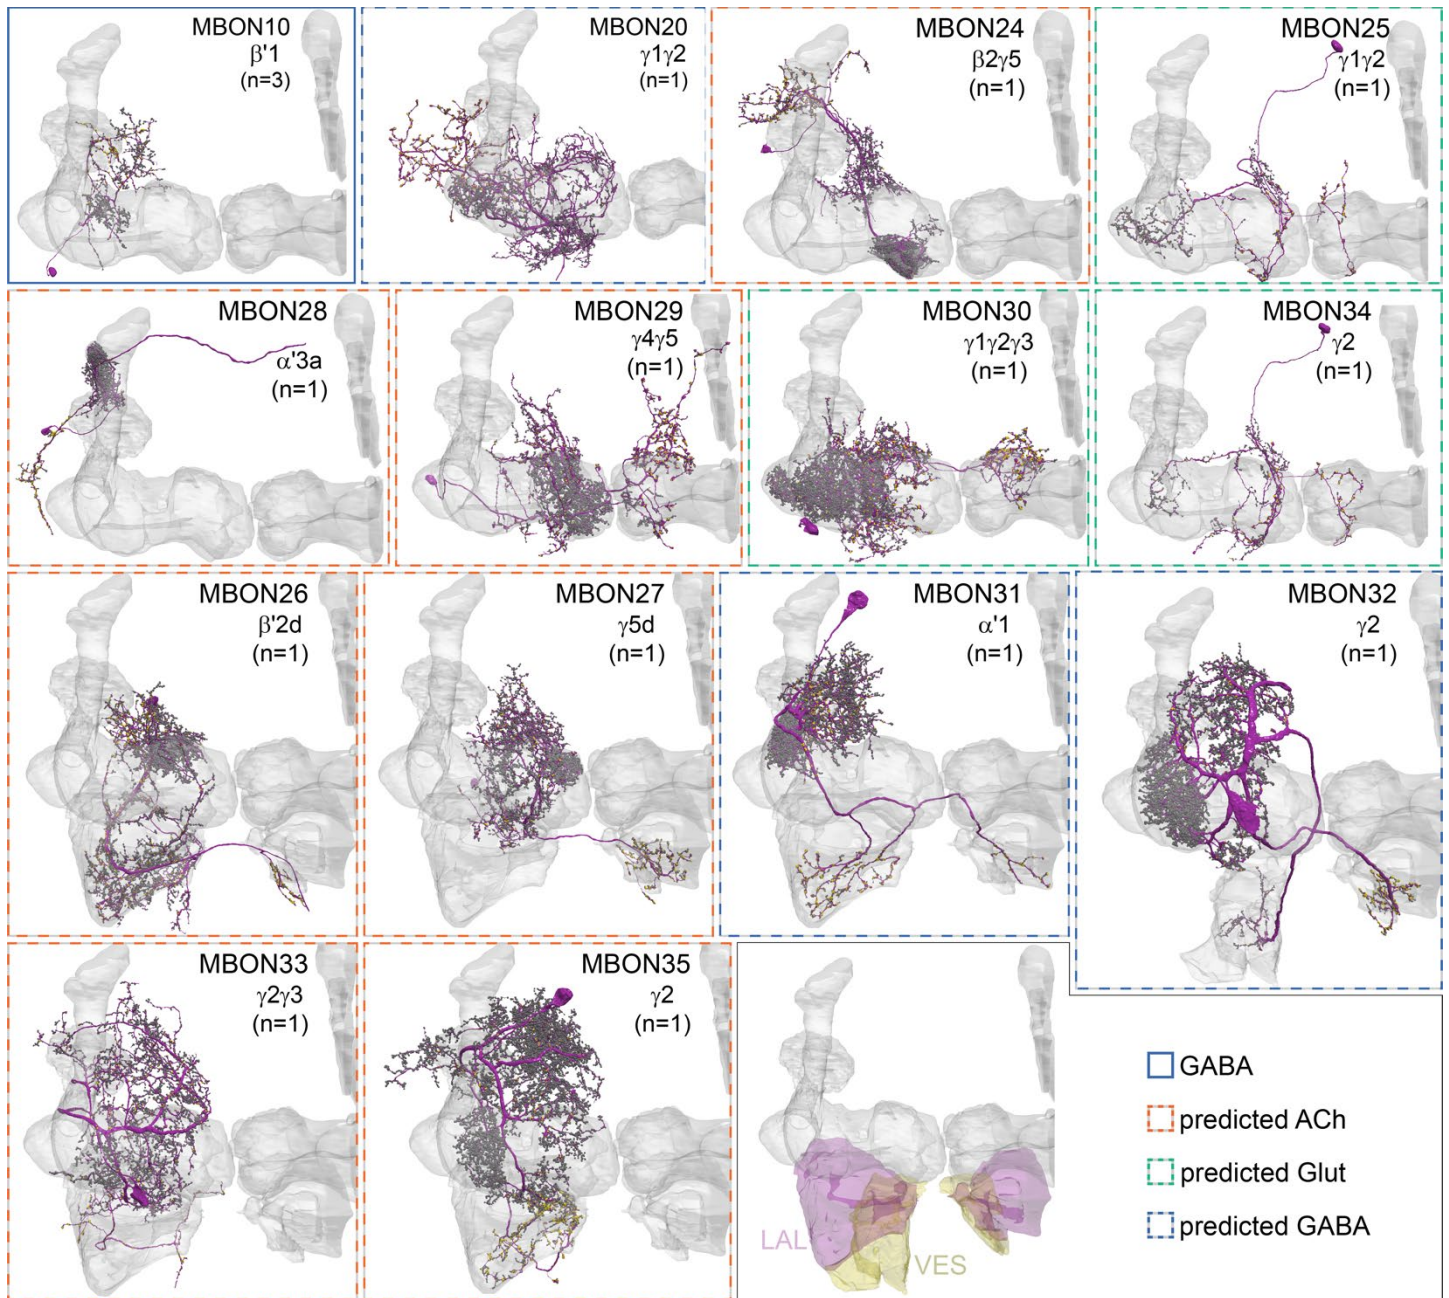 MBON10
β'1
(n=3)
MBON20
γ1γ2
(n=1)
MBON24
β2γ5
(n=1)
MBON25
γ1γ2
(n=1)
MBON28
α'3a
(n=1)
MBON29
γ4γ5
(n=1)
MBON30
γ1γ2γ3
(n=1)
MBON34
γ2
(n=1)
MBON26
β'2d
(n=1)
MBON27
γ5d
(n=1)
MBON31
α'1
(n=1)
MBON32
γ2
(n=1)
MBON33
γ2γ3
(n=1)
MBON35
γ2
(n=1)
LAL
VES
GABA
predicted ACh
predicted Glut
predicted GABA